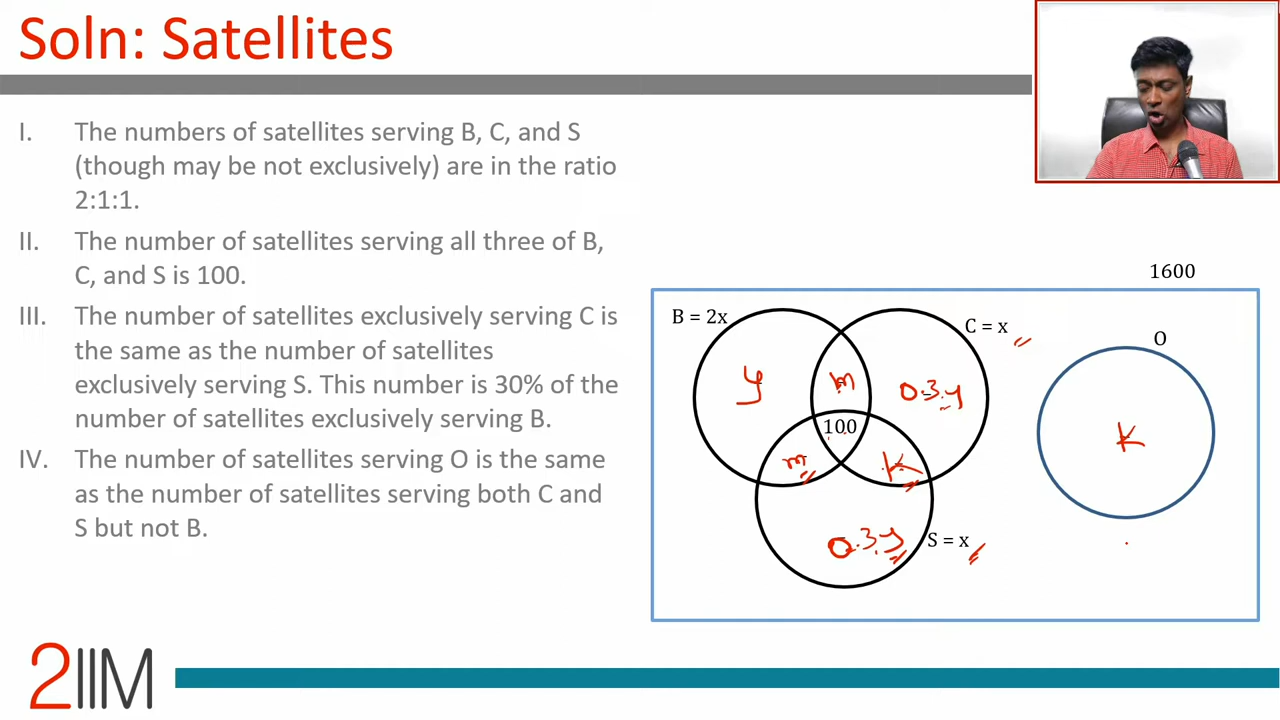 Soln: Satellites
I. The numbers of satellites serving B, C, and S
(though may be not exclusively) are in the ratio
2:1:1.
II. The number of satellites serving all three of B,
C, and S is 100.
III. The number of satellites exclusively serving C is
the same as the number of satellites
exclusively serving S. This number is 30% of the
number of satellites exclusively serving B.
IV. The number of satellites serving O is the same
as the number of satellites serving both C and
S but not B.
1600
B = 2x
C = x
O
y
m
0.3y
100
K
m
K
0.3y
S = x
2IIM